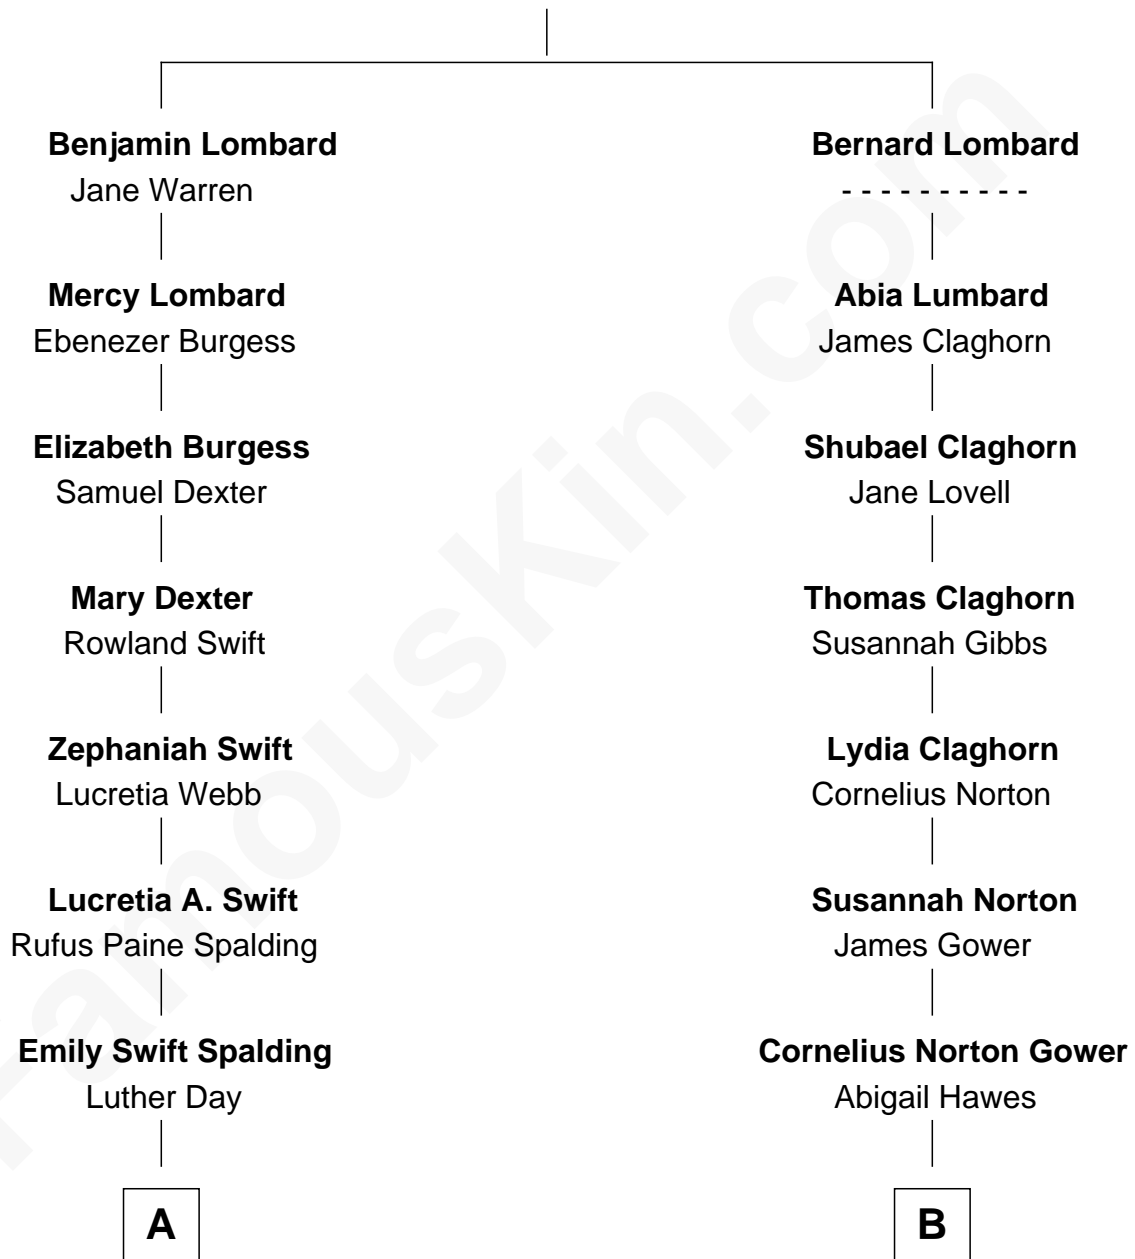 Benjamin Lombard
Jane Warren
Mercy Lombard
Ebenezer Burgess
Elizabeth Burgess
Samuel Dexter
Mary Dexter
Rowland Swift
Zephaniah Swift
Lucretia Webb
Lucretia A. Swift
Rufus Paine Spalding
Emily Swift Spalding
Luther Day
A
Bernard Lombard
- - - - - - - - - -
Abia Lumbard
James Claghorn
Shubael Claghorn
Jane Lovell
Thomas Claghorn
Susannah Gibbs
Lydia Claghorn
Cornelius Norton
Susannah Norton
James Gower
Cornelius Norton Gower
Abigail Hawes
B
FamousKin.com